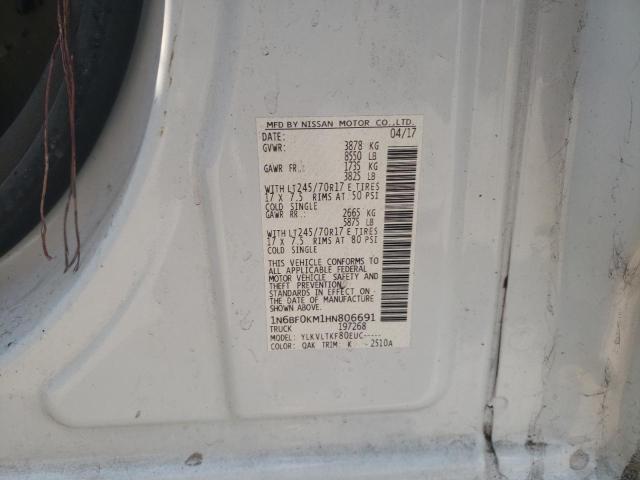 MFD BY NISSAN MOTOR CO.,LTD.
DATE: 04/17
GVWR: 3878 KG
8550 LB
GAWR FR.: 1735 KG
3825 LB
WITH LT245/70R17 E TIRES
17 X 7.5 RIMS AT 50 PSI
COLD SINGLE
GAWR RR.: 2665 KG
5875 LB
WITH LT245/70R17 E TIRES
17 X 7.5 RIMS AT 80 PSI
COLD SINGLE
THIS VEHICLE CONFORMS TO
ALL APPLICABLE FEDERAL
MOTOR VEHICLE SAFETY AND
THEFT PREVENTION
STANDARDS IN EFFECT ON
THE DATE OF MANUFACTURE
SHOWN ABOVE.
1N6BF0KM1HN806691
TRUCK 197268
MODEL: YLKVLTKF80EUC-----
COLOR: QAK TRIM: K -2510A